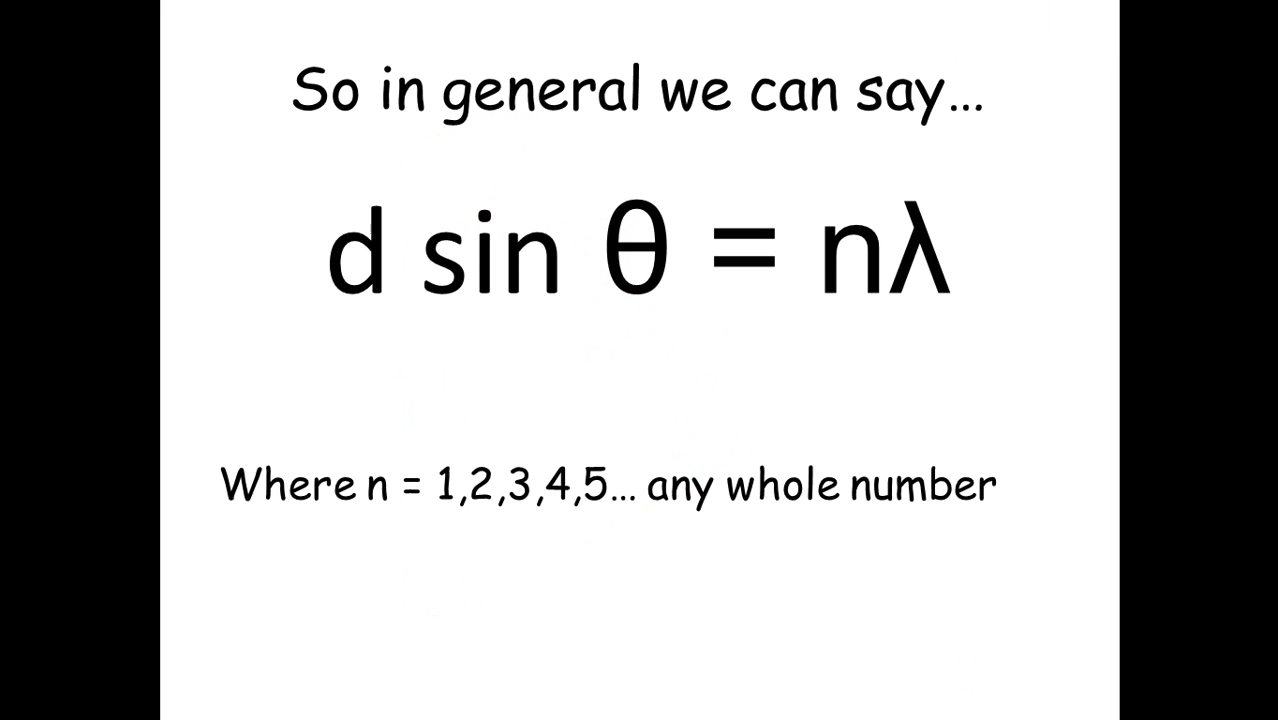 So in general we can say...
d sin θ = nλ
Where n = 1,2,3,4,5... any whole number